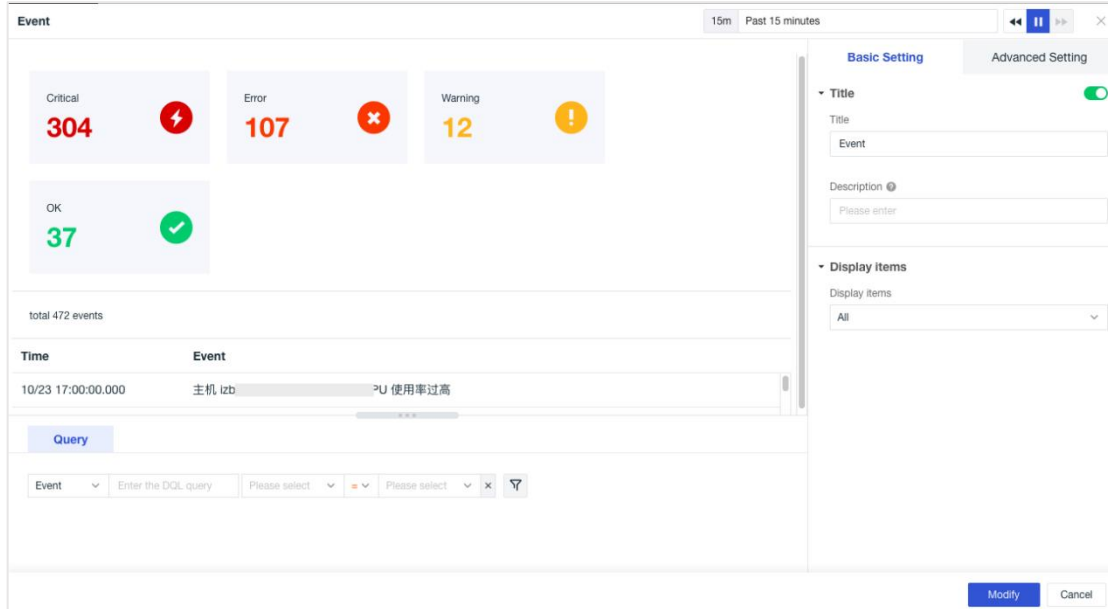 Event
15m Past 15 minutes
Basic Setting Advanced Setting
Critical
304
Error
107
Warning
12
OK
37
Title
Title
Event
Description
Please enter
Display items
Display items
All
total 472 events
Time Event
10/23 17:00:00.000 主机 izb PU 使用率过高
Query
Event Enter the DQL query Please select = Please select
Modify Cancel